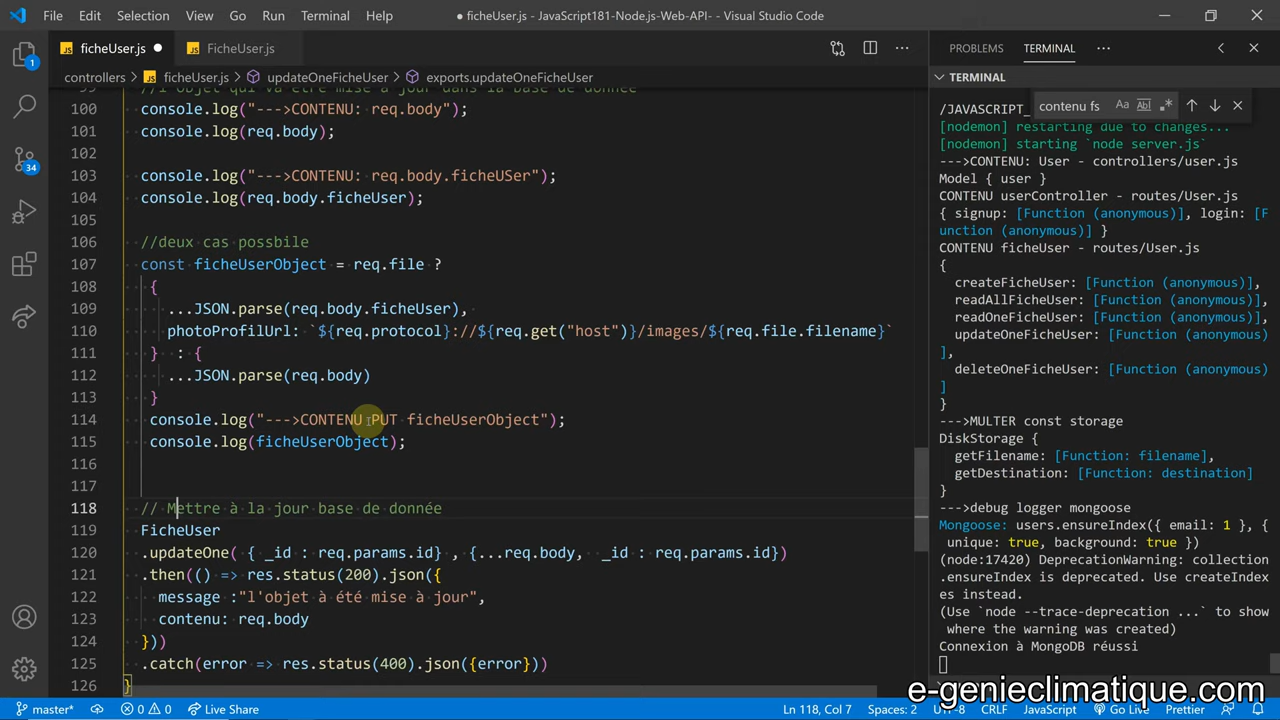 File Edit Selection View Go Run Terminal Help
● ficheUser.js - JavaScript181-Node.js-Web-API- - Visual Studio Code
JS ficheUser.js ● JS FicheUser.js
controllers > JS ficheUser.js > updateOneFicheUser > exports.updateOneFicheUser
99 //l'objet qui va être mise à jour dans la base de donnée
100 console.log("--->CONTENU: req.body");
101 console.log(req.body);
102
103 console.log("--->CONTENU: req.body.ficheUSer");
104 console.log(req.body.ficheUser);
105
106 //deux cas possbile
107 const ficheUserObject = req.file ?
108 {
109 ...JSON.parse(req.body.ficheUser),
110 photoProfilUrl: `${req.protocol}://${req.get("host")}/images/${req.file.filename}`
111 } : {
112 ...JSON.parse(req.body)
113 }
114 console.log("--->CONTENU PUT ficheUserObject");
115 console.log(ficheUserObject);
116
117
118 // Mettre à la jour base de donnée
119 FicheUser
120 .updateOne( { _id : req.params.id} , {...req.body, _id : req.params.id})
121 .then(() => res.status(200).json({
122 message :"l'objet à été mise à jour",
123 contenu: req.body
124 }))
125 .catch(error => res.status(400).json({error}))
126 }
PROBLEMS TERMINAL ···
TERMINAL
contenu fs Aa Abl .*
/JAVASCRIPT_
[nodemon] restarting due to changes...
[nodemon] starting `node server.js`
--->CONTENU: User - controllers/user.js
Model { user }
CONTENU userController - routes/User.js
{ signup: [Function (anonymous)], login: [F
unction (anonymous)] }
CONTENU ficheUser - routes/User.js
{
createFicheUser: [Function (anonymous)],
readAllFicheUser: [Function (anonymous)],
readOneFicheUser: [Function (anonymous)],
updateOneFicheUser: [Function (anonymous)
],
deleteOneFicheUser: [Function (anonymous)
]
}
--->MULTER const storage
DiskStorage {
getFilename: [Function: filename],
getDestination: [Function: destination]
}
--->debug logger mongoose
Mongoose: users.ensureIndex({ email: 1 }, {
unique: true, background: true })
(node:17420) DeprecationWarning: collection
.ensureIndex is deprecated. Use createIndex
es instead.
(Use `node --trace-deprecation ...` to show
where the warning was created)
Connexion à MongoDB réussi
1
34
e-genieclimatique.com
master* 0 0 Live Share Ln 118, Col 7 Spaces: 2 UTF-8 CRLF JavaScript Go Live Prettier